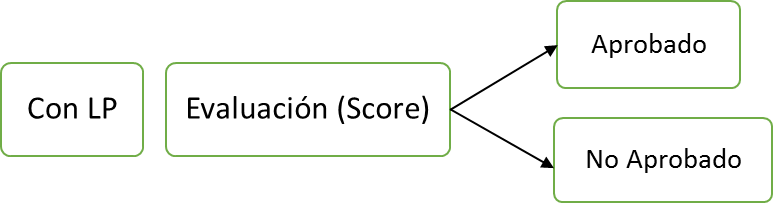 Con LP
Evaluación (Score)
Aprobado
No Aprobado